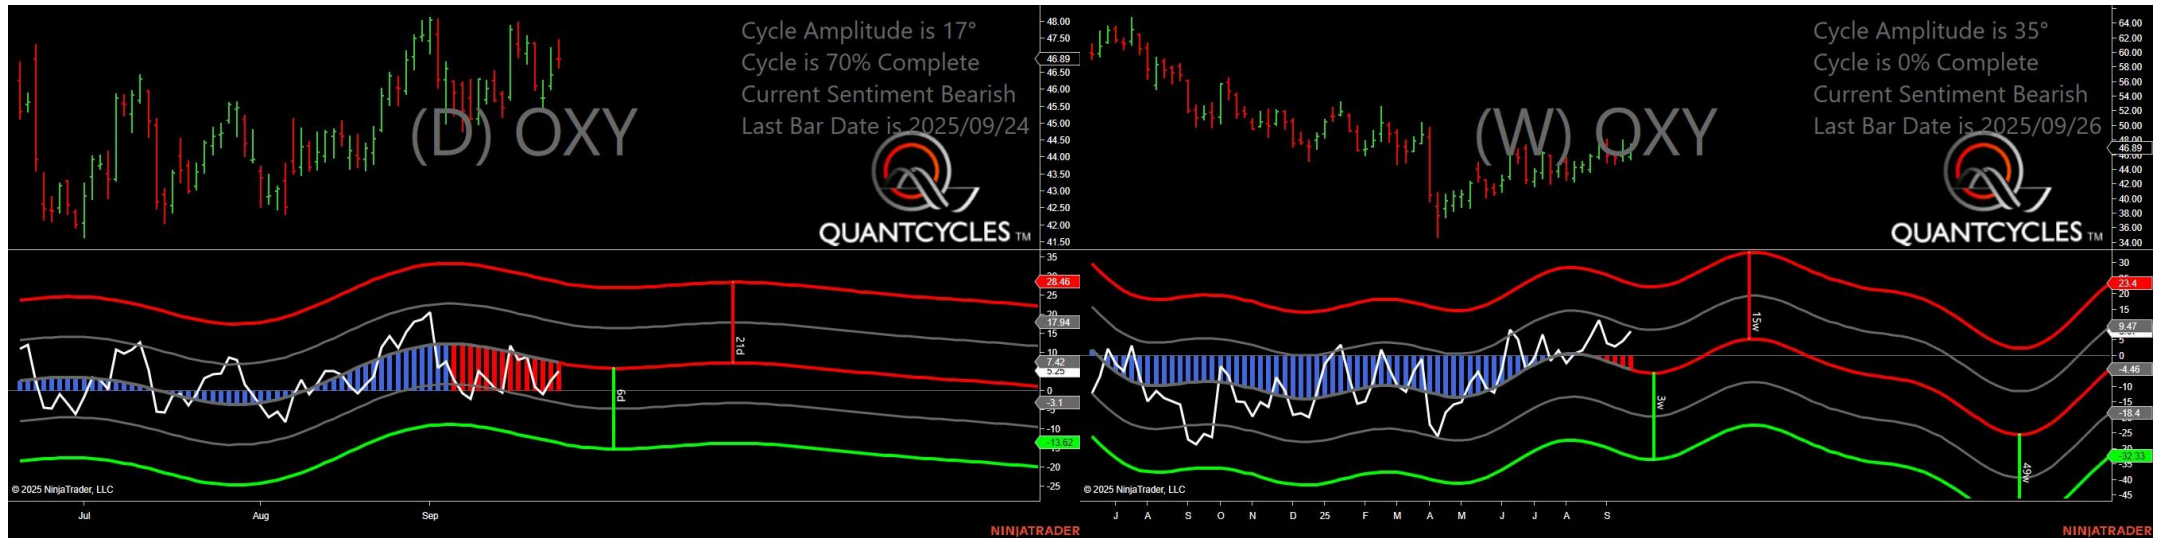 Cycle Amplitude is 17°
Cycle is 70% Complete
Current Sentiment Bearish
Last Bar Date is 2025/09/24
(D) OXY
QUANTCYCLES TM
48.00
47.50
46.89
46.50
46.00
45.50
45.00
44.50
44.00
43.50
43.00
42.50
42.00
41.50
35
28.46
25
20
17.94
15
10
7.42
5.25
0
-3.1
-5
-10
-13.62
-15
-20
-25
21d
6d
© 2025 NinjaTrader, LLC
Jul Aug Sep
NINJATRADER
Cycle Amplitude is 35°
Cycle is 0% Complete
Current Sentiment Bearish
Last Bar Date is 2025/09/26
(W) OXY
QUANTCYCLES TM
64.00
62.00
60.00
58.00
56.00
54.00
52.00
50.00
48.00
46.89
46.00
44.00
42.00
40.00
38.00
36.00
34.00
30
23.4
20
15
9.47
5
0
-4.46
-10
-15
-18.4
-25
-32.33
-35
-40
-45
15w
3w
49w
© 2025 NinjaTrader, LLC
J A S O N D 25 F M A M J J A S
NINJATRADER